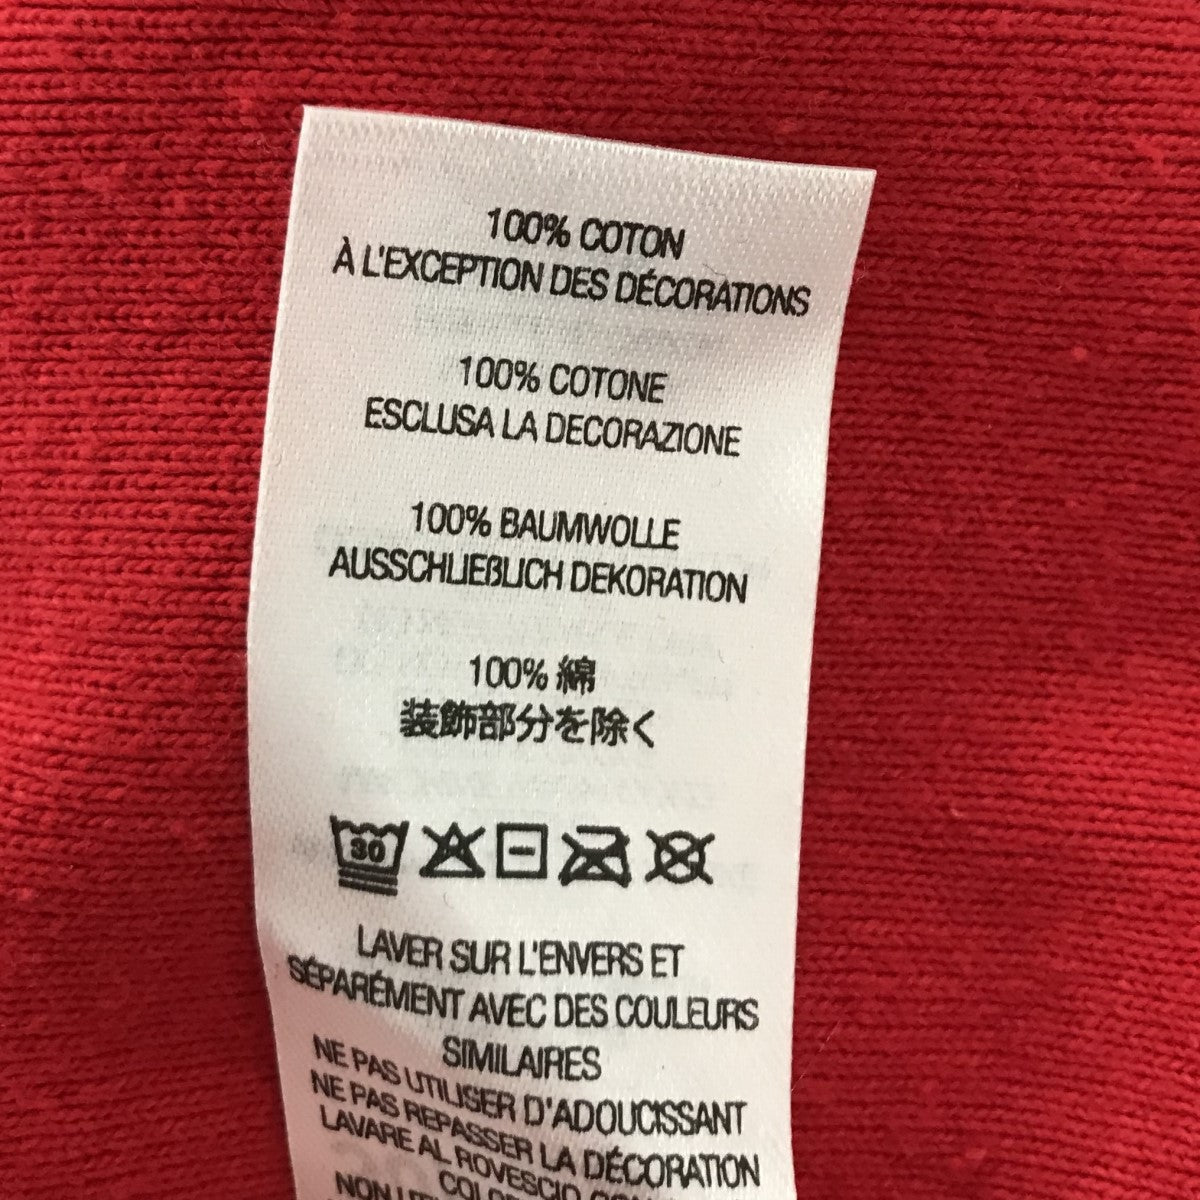 100% COTON
À L'EXCEPTION DES DÉCORATIONS
100% COTONE
ESCLUSA LA DECORAZIONE
100% BAUMWOLLE
AUSSCHLIEßLICH DEKORATION
100% 綿
装飾部分を除く
30
LAVER SUR L'ENVERS ET
SÉPARÉMENT AVEC DES COULEURS
SIMILAIRES
NE PAS UTILISER D'ADOUCISSANT
NE PAS REPASSER LA DÉCORATION
LAVARE AL ROVESCIO
NON